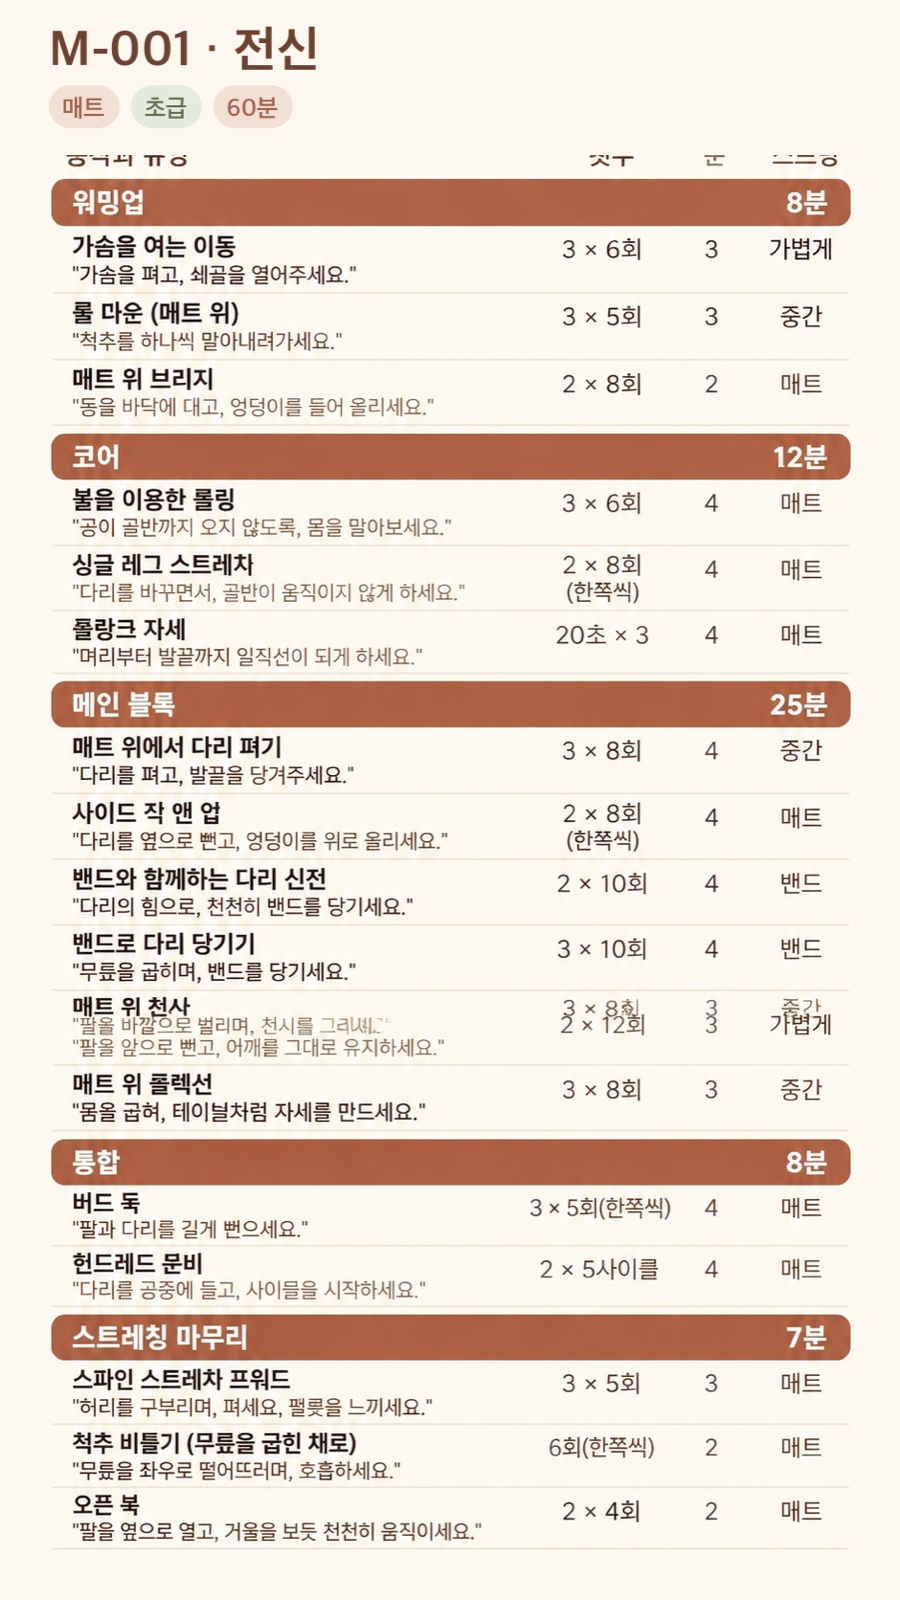 M-001 · 전신
매트 초급 60분
워밍업 8분
가솜을 여는 이동 3 × 6회 3 가볍게
"가솜을 펴고, 쇄골을 열어주세요."
롤 마운 (매트 위) 3 × 5회 3 중간
"척추를 하나씩 말아내려가세요."
매트 위 브리지 2 × 8회 2 매트
"동을 바닥에 대고, 엉덩이를 들어 올리세요."
코어 12분
볼을 이용한 롤링 3 × 6회 4 매트
"공이 골반까지 오지 않도록, 몸을 말아보세요."
싱글 레그 스트레차 2 × 8회 4 매트
"다리를 바꾸면서, 골반이 움직이지 않게 하세요." (한쪽씩)
톨랑크 자세 20초 × 3 4 매트
"머리부터 발끝까지 일직선이 되게 하세요."
메인 블록 25분
매트 위에서 다리 펴기 3 × 8회 4 중간
"다리를 펴고, 발끝을 당겨주세요."
사이드 작 앤 업 2 × 8회 4 매트
"다리를 옆으로 뺀고, 엉덩이를 위로 올리세요." (한쪽씩)
밴드와 함께하는 다리 신전 2 × 10회 4 밴드
"다리의 힘으로, 천천히 밴드를 당기세요."
밴드로 다리 당기기 3 × 10회 4 밴드
"무릎을 굽히며, 밴드를 당기세요."
매트 위 천사 3 × 8회 3 중간
"팔을 바깥으로 벌리며, 천시를 2 × 12회 3 가볍게
"팔을 앞으로 뻗고, 어깨를 그대로 유지하세요."
매트 위 콜렉선 3 × 8회 3 중간
"몸올 굽혀, 테이블처럼 자세를 만드세요."
통합 8분
버드 둑 3 × 5회(한쪽씩) 4 매트
"팔과 다리를 길게 뻗으세요."
헌드레드 문비 2 × 5사이클 4 매트
"다리를 공중에 들고, 시작하세요."
스트레칭 마무리 7분
스파인 스트레차 프워드 3 × 5회 3 매트
"허리를 구부리며, 펴세요, 느끼세요."
척추 비틀기 (무릎을 굽힌 채로) 6회(한쪽씩) 2 매트
"무릎을 좌우로 떨어뜨러며, 호흡하세요."
오픈 북 2 × 4회 2 매트
"팔을 옆으로 열고, 거울을 보듯 천천히 움직이세요."